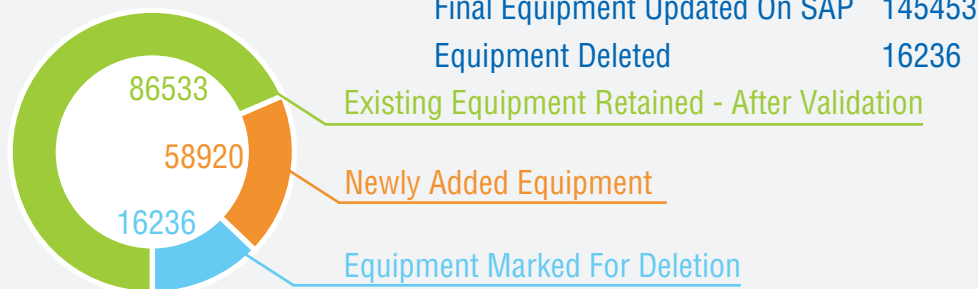 Final Equipment Updated On SAP 145453
Equipment Deleted 16236
86533
Existing Equipment Retained - After Validation
58920
Newly Added Equipment
16236
Equipment Marked For Deletion